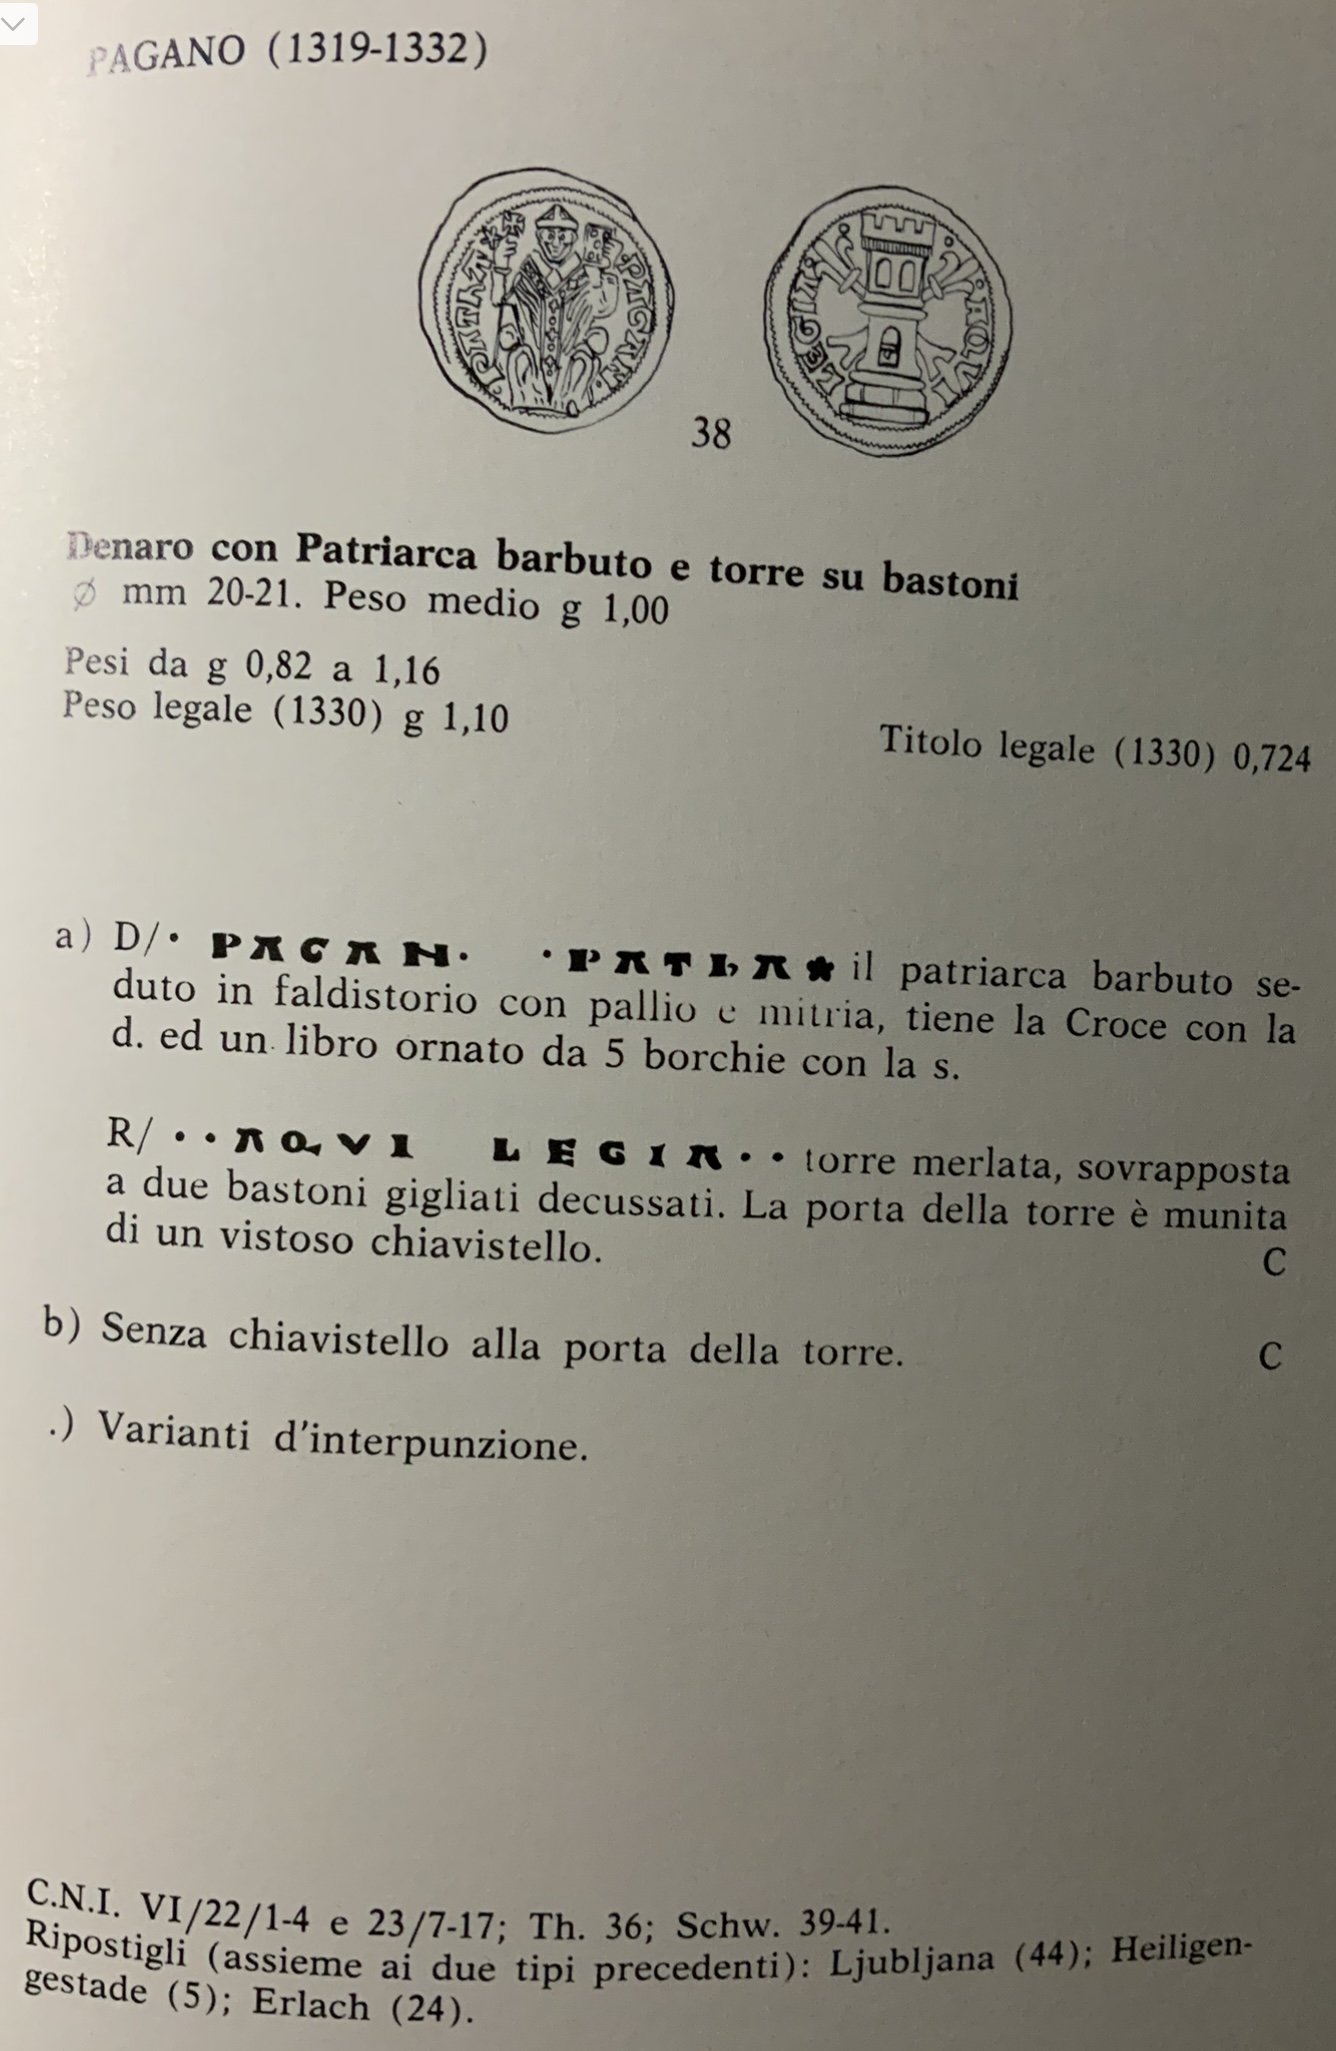 PAGANO (1319-1332)
· PATLA* · PAGAN.
LEGIA · AQVI
38
Denaro con Patriarca barbuto e torre su bastoni
Ø mm 20-21. Peso medio g 1,00
Pesi da g 0,82 a 1,16
Peso legale (1330) g 1,10
Titolo legale (1330) 0,724
a) D/· PAGAN· ·PATLA* il patriarca barbuto se-
duto in faldistorio con pallio e mitria, tiene la Croce con la
d. ed un libro ornato da 5 borchie con la s.
R/ ··AQVI LEGIA·· torre merlata, sovrapposta
a due bastoni gigliati decussati. La porta della torre è munita
di un vistoso chiavistello. C
b) Senza chiavistello alla porta della torre. C
.) Varianti d'interpunzione.
C.N.I. VI/22/1-4 e 23/7-17; Th. 36; Schw. 39-41.
Ripostigli (assieme ai due tipi precedenti): Ljubljana (44); Heiligen-
gestade (5); Erlach (24).